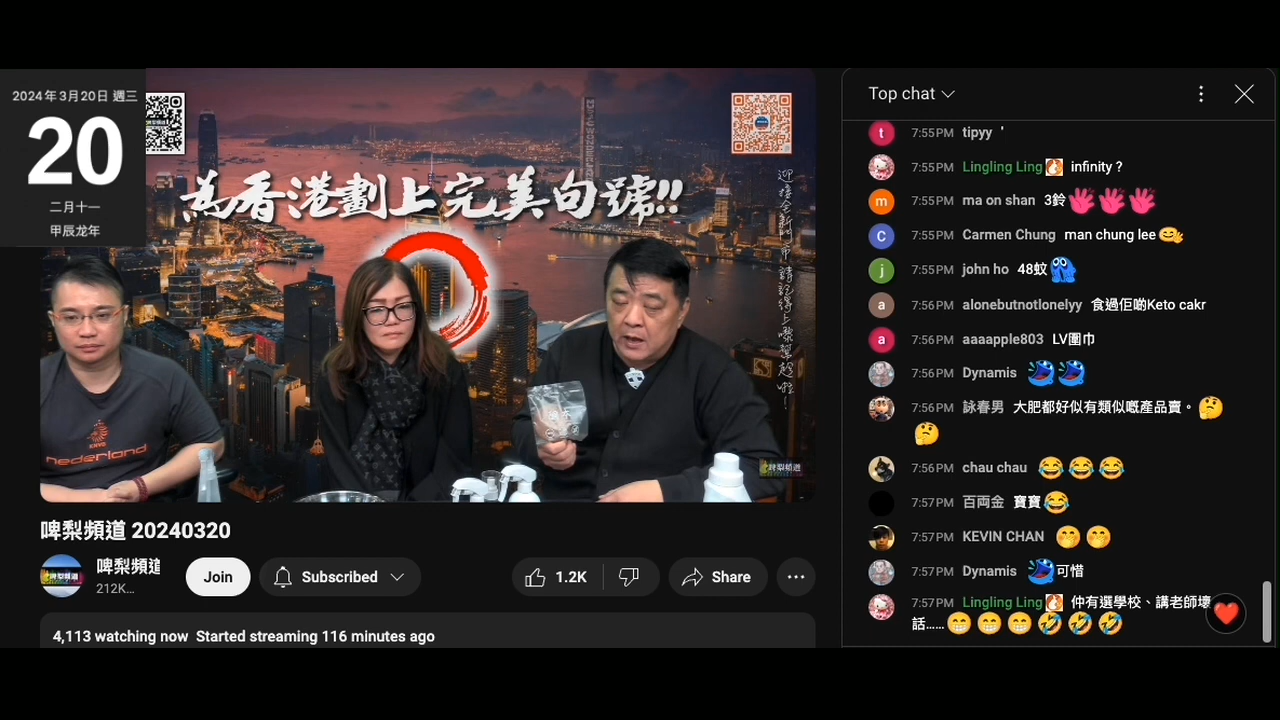 2024年3月20日 週三
20
二月十一
甲辰龙年
為香港劃上完美句號!!
KNVB
nederland
啤梨頻道
啤梨頻道 20240320
啤梨頻道
212K...
Join
Subscribed
1.2K
Share
4,113 watching now Started streaming 116 minutes ago
Top chat
t 7:55PM tipyy '
7:55PM Lingling Ling infinity ?
m 7:55PM ma on shan 3鈴
C 7:55PM Carmen Chung man chung lee
j 7:55PM john ho 48蚊
a 7:56PM alonebutnotlonelyy 食過佢啲Keto cakr
a 7:56PM aaaapple803 LV圍巾
7:56PM Dynamis
7:56PM 詠春男 大肥都好似有類似嘅產品賣。🤔
🤔
7:56PM chau chau 😂😂😂
7:57PM 百両金 寶寶😂
7:57PM KEVIN CHAN 🤭🤭
7:57PM Dynamis 可惜
7:57PM Lingling Ling 仲有選學校、講老師壞
話......😁😁😁🤣🤣🤣